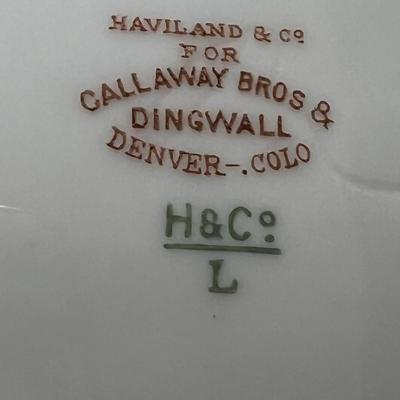 HAVILAND & Cº
FOR
CALLAWAY BROS &
DINGWALL
DENVER-.COLO
H&Cº
L